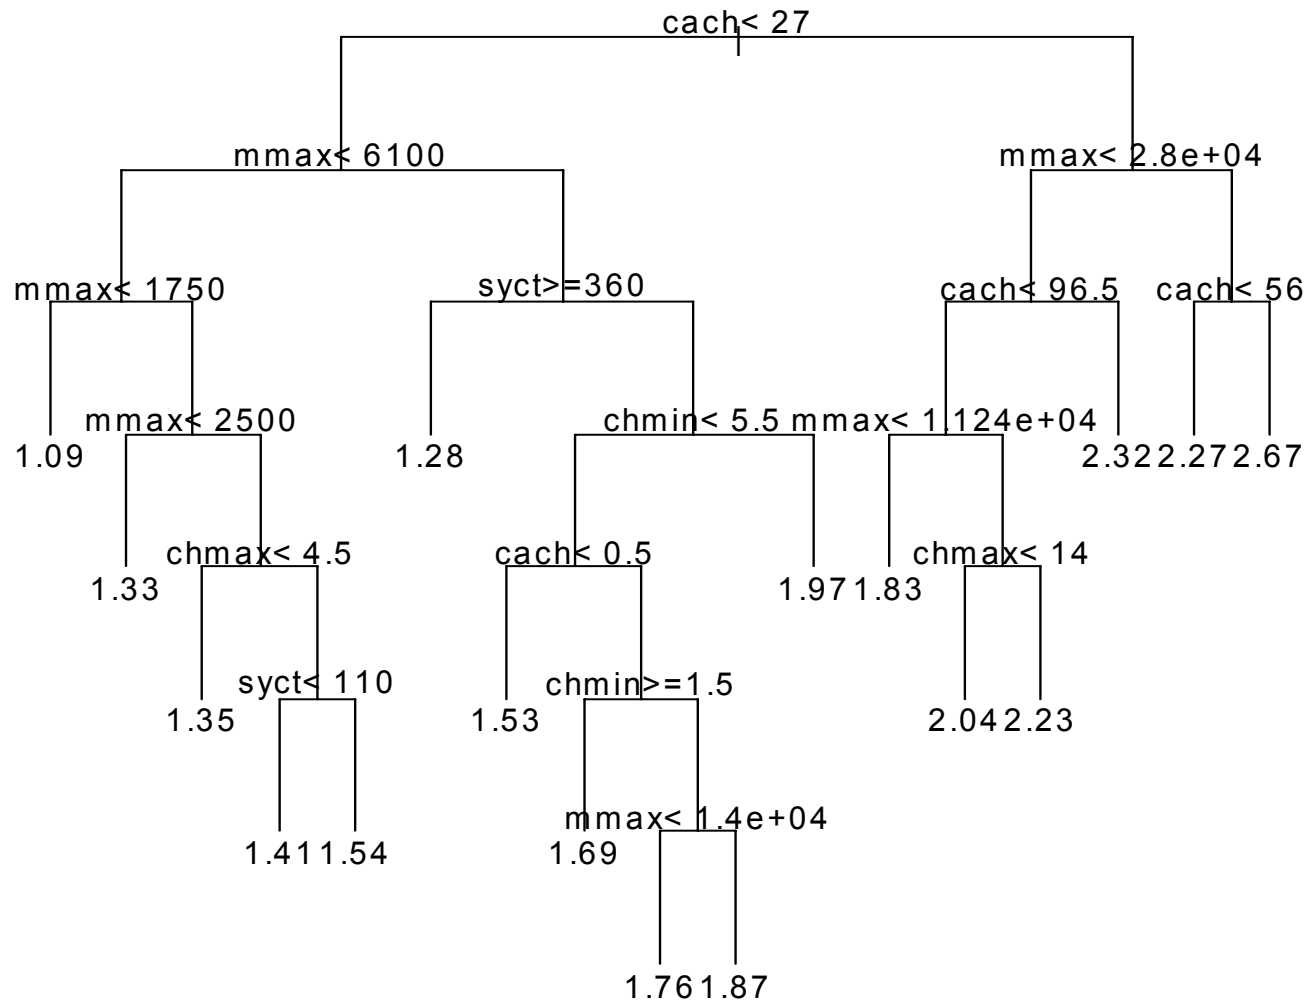 cach< 27
mmax< 6100
mmax< 2.8e+04
mmax< 1750
syct>=360
cach< 96.5
cach< 56
1.09
mmax< 2500
1.28
chmin< 5.5
mmax< 1.124e+04
2.32
2.27
2.67
1.33
chmax< 4.5
cach< 0.5
1.97
1.83
chmax< 14
1.35
syct< 110
1.53
chmin>=1.5
2.04
2.23
1.41
1.54
1.69
mmax< 1.4e+04
1.76
1.87